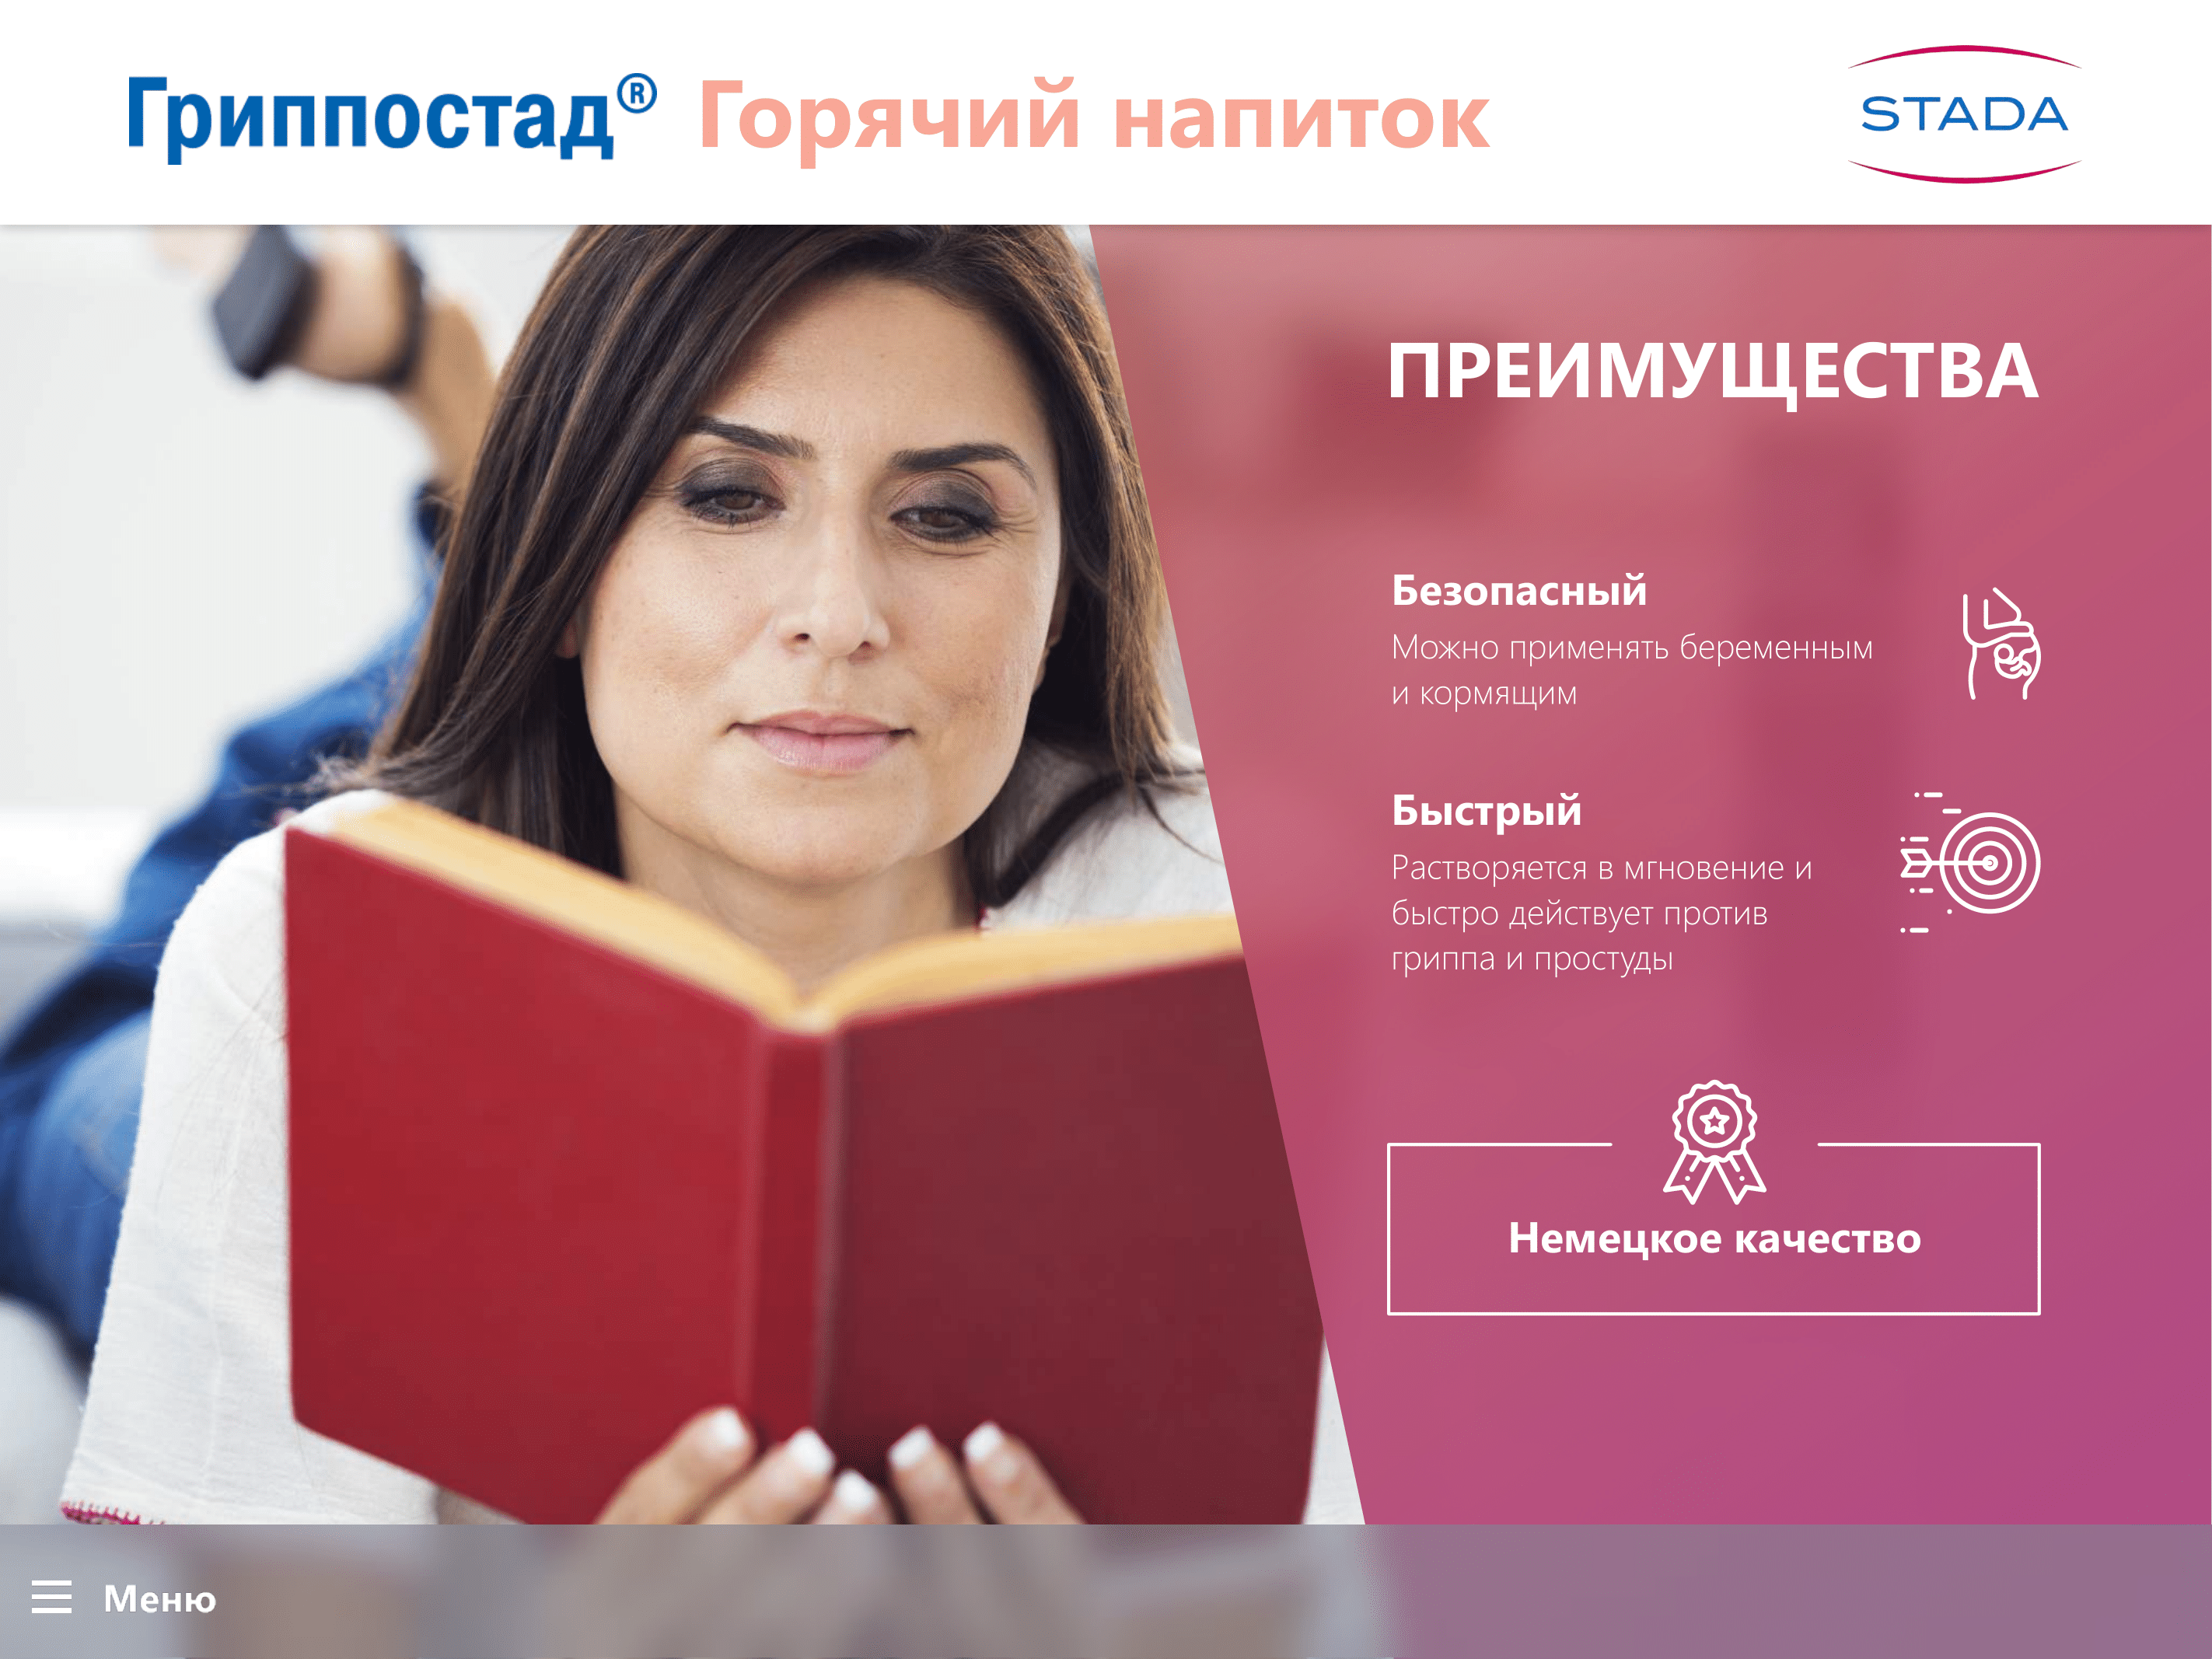 Гриппостад® Горячий напиток
STADA
ПРЕИМУЩЕСТВА
Безопасный
Можно применять беременным
и кормящим
Быстрый
Растворяется в мгновение и
быстро действует против
гриппа и простуды
Немецкое качество
Меню